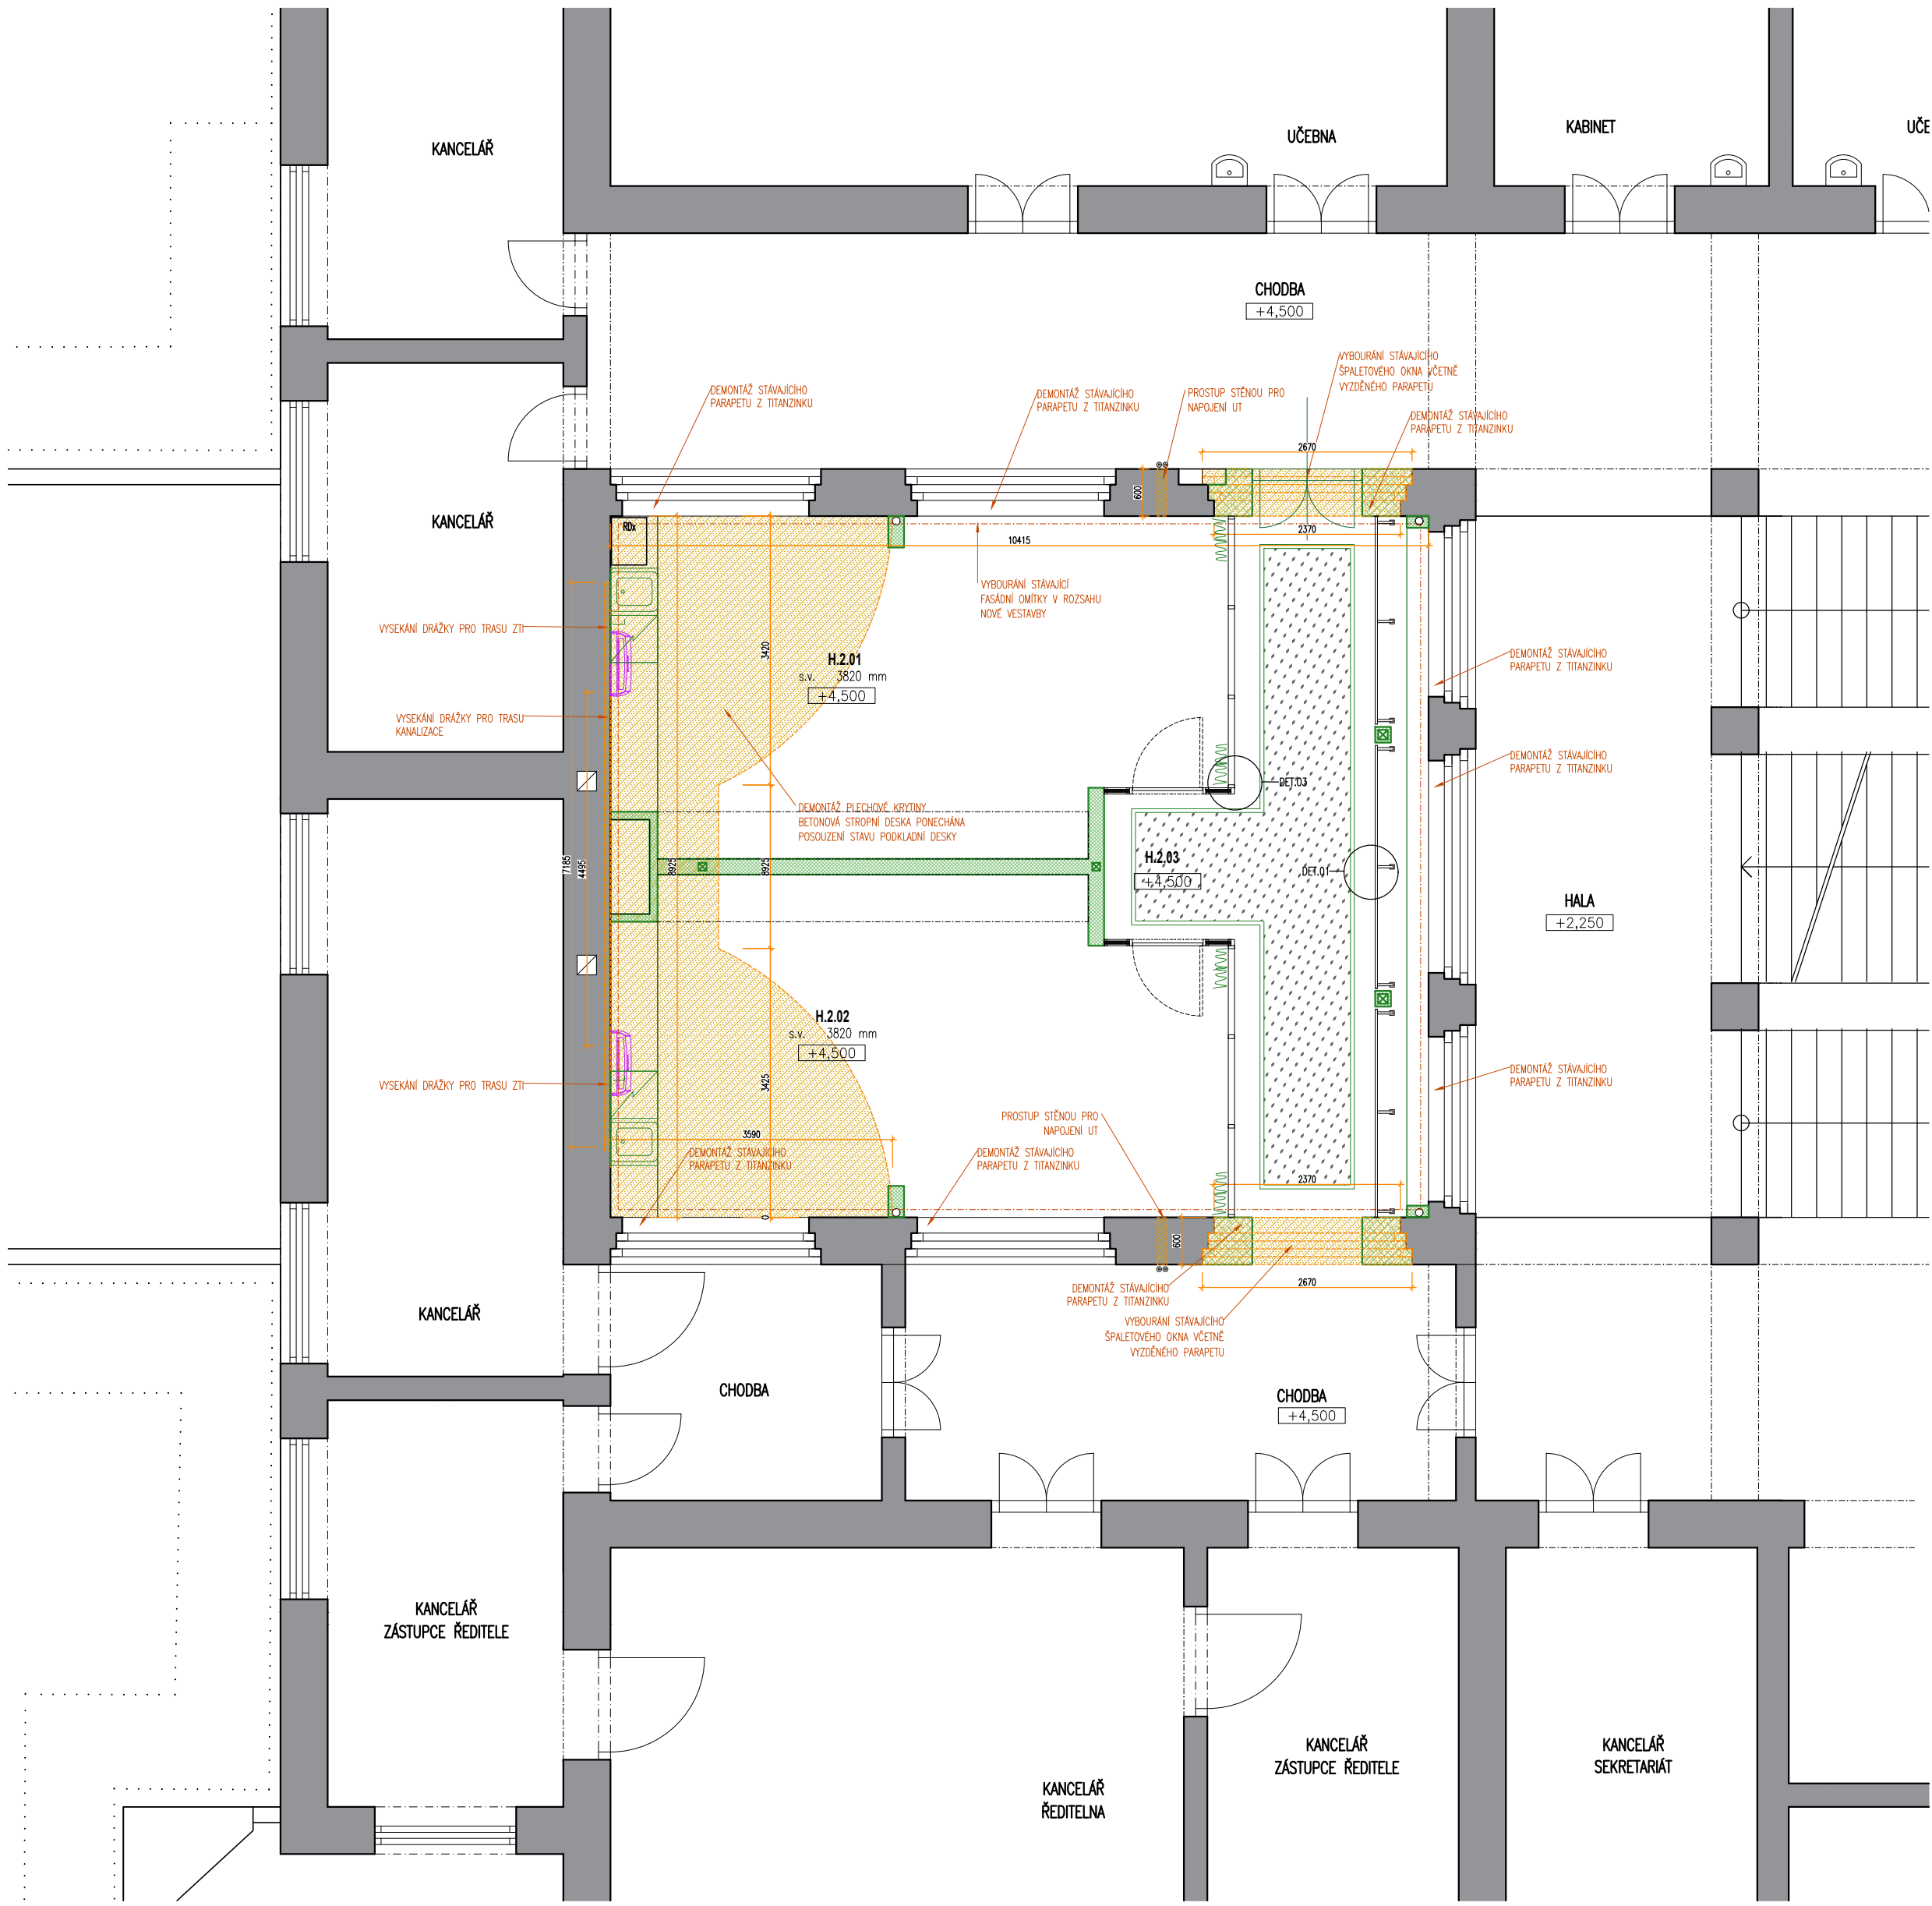 KANCELÁŘ
UČEBNA
KABINET
UČE
CHODBA
+4,500
VYBOURÁNÍ STÁVAJÍCÍHO
ŠPALETOVÉHO OKNA VČETNĚ
VYZDĚNÉHO PARAPETU
DEMONTÁŽ STÁVAJÍCÍHO
PARAPETU Z TITANZINKU
DEMONTÁŽ STÁVAJÍCÍHO
PARAPETU Z TITANZINKU
PROSTUP STĚNOU PRO
NAPOJENÍ UT
DEMONTÁŽ STÁVAJÍCÍHO
PARAPETU Z TITANZINKU
2670
600
KANCELÁŘ
RDx
2370
10415
VYBOURÁNÍ STÁVAJÍCÍ
FASÁDNÍ OMÍTKY V ROZSAHU
NOVÉ VESTAVBY
VYSEKÁNÍ DRÁŽKY PRO TRASU ZTI
3420
H.2.01
s.v. 3820 mm
+4,500
DEMONTÁŽ STÁVAJÍCÍHO
PARAPETU Z TITANZINKU
VYSEKÁNÍ DRÁŽKY PRO TRASU
KANALIZACE
DEMONTÁŽ STÁVAJÍCÍHO
PARAPETU Z TITANZINKU
DET.03
DEMONTÁŽ PLECHOVÉ KRYTINY
BETONOVÁ STROPNÍ DESKA PONECHÁNA
POSOUZENÍ STAVU PODKLADNÍ DESKY
7185
4495
8925
8925
H.2.03
+4,500
DET.01
HALA
+2,250
H.2.02
s.v. 3820 mm
+4,500
DEMONTÁŽ STÁVAJÍCÍHO
PARAPETU Z TITANZINKU
VYSEKÁNÍ DRÁŽKY PRO TRASU ZTI
3425
PROSTUP STĚNOU PRO
NAPOJENÍ UT
3590
DEMONTÁŽ STÁVAJÍCÍHO
PARAPETU Z TITANZINKU
DEMONTÁŽ STÁVAJÍCÍHO
PARAPETU Z TITANZINKU
2370
0
600
2670
DEMONTÁŽ STÁVAJÍCÍHO
PARAPETU Z TITANZINKU
VYBOURÁNÍ STÁVAJÍCÍHO
ŠPALETOVÉHO OKNA VČETNĚ
VYZDĚNÉHO PARAPETU
KANCELÁŘ
CHODBA
CHODBA
+4,500
KANCELÁŘ
ZÁSTUPCE ŘEDITELE
KANCELÁŘ
ŘEDITELNA
KANCELÁŘ
ZÁSTUPCE ŘEDITELE
KANCELÁŘ
SEKRETARIÁT